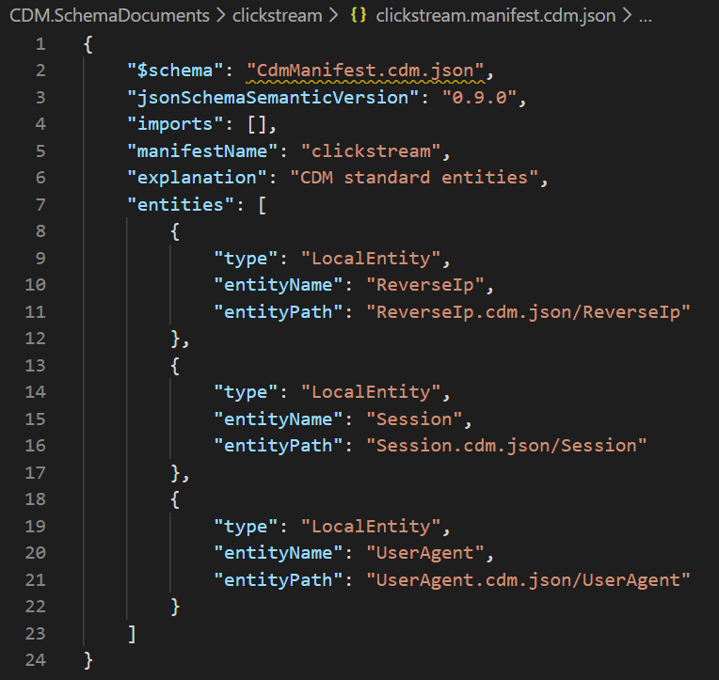 CDM.SchemaDocuments > clickstream > {} clickstream.manifest.cdm.json > ...
1 {
2     "$schema": "CdmManifest.cdm.json",
3     "jsonSchemaSemanticVersion": "0.9.0",
4     "imports": [],
5     "manifestName": "clickstream",
6     "explanation": "CDM standard entities",
7     "entities": [
8         {
9             "type": "LocalEntity",
10             "entityName": "ReverseIp",
11             "entityPath": "ReverseIp.cdm.json/ReverseIp"
12         },
13         {
14             "type": "LocalEntity",
15             "entityName": "Session",
16             "entityPath": "Session.cdm.json/Session"
17         },
18         {
19             "type": "LocalEntity",
20             "entityName": "UserAgent",
21             "entityPath": "UserAgent.cdm.json/UserAgent"
22         }
23     ]
24 }